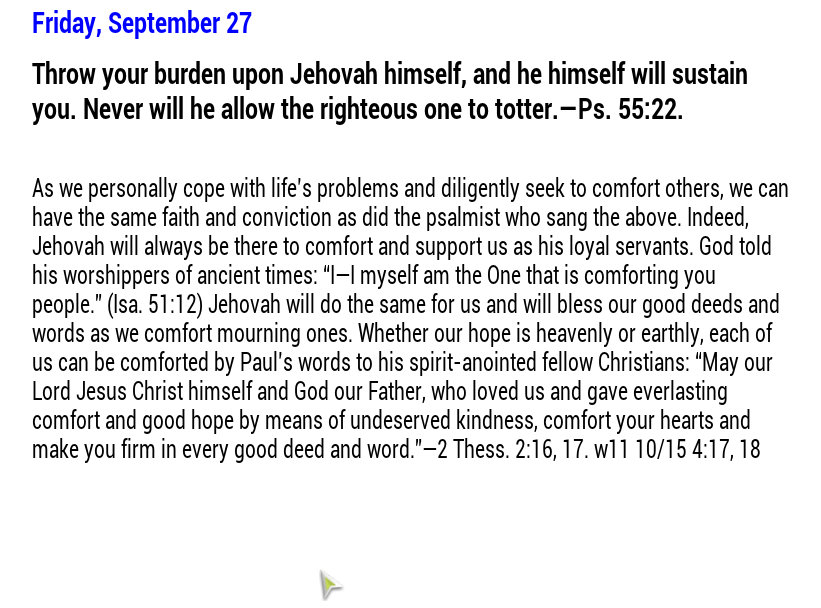 Friday, September 27
Throw your burden upon Jehovah himself, and he himself will sustain
you. Never will he allow the righteous one to totter.—Ps. 55:22.
As we personally cope with life’s problems and diligently seek to comfort others, we can
have the same faith and conviction as did the psalmist who sang the above. Indeed,
Jehovah will always be there to comfort and support us as his loyal servants. God told
his worshippers of ancient times: “I—I myself am the One that is comforting you
people.” (Isa. 51:12) Jehovah will do the same for us and will bless our good deeds and
words as we comfort mourning ones. Whether our hope is heavenly or earthly, each of
us can be comforted by Paul’s words to his spirit-anointed fellow Christians: “May our
Lord Jesus Christ himself and God our Father, who loved us and gave everlasting
comfort and good hope by means of undeserved kindness, comfort your hearts and
make you firm in every good deed and word.”—2 Thess. 2:16, 17. w11 10/15 4:17, 18